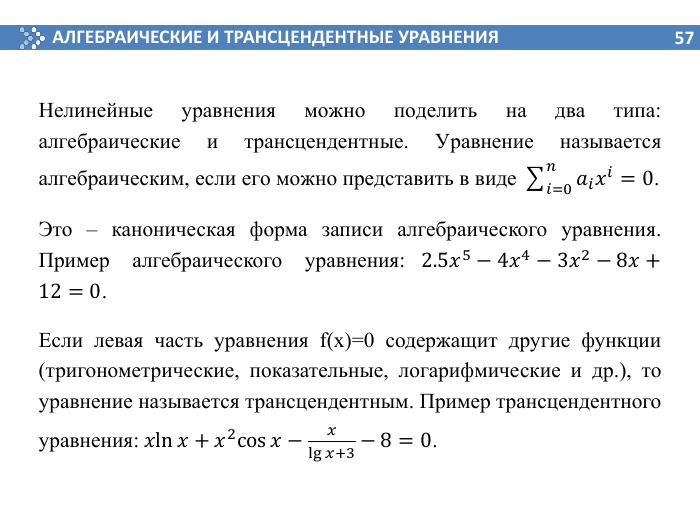 АЛГЕБРАИЧЕСКИЕ И ТРАНСЦЕНДЕНТНЫЕ УРАВНЕНИЯ 57
Нелинейные уравнения можно поделить на два типа:
алгебраические и трансцендентные. Уравнение называется
алгебраическим, если его можно представить в виде $\sum_{i=0}^{n} a_i x^i = 0$.
Это – каноническая форма записи алгебраического уравнения.
Пример алгебраического уравнения: $2.5x^5 - 4x^4 - 3x^2 - 8x +$
$12 = 0$.
Если левая часть уравнения f(x)=0 содержащит другие функции
(тригонометрические, показательные, логарифмические и др.), то
уравнение называется трансцендентным. Пример трансцендентного
уравнения: $x \ln x + x^2 \cos x - \frac{x}{\lg x + 3} - 8 = 0$.